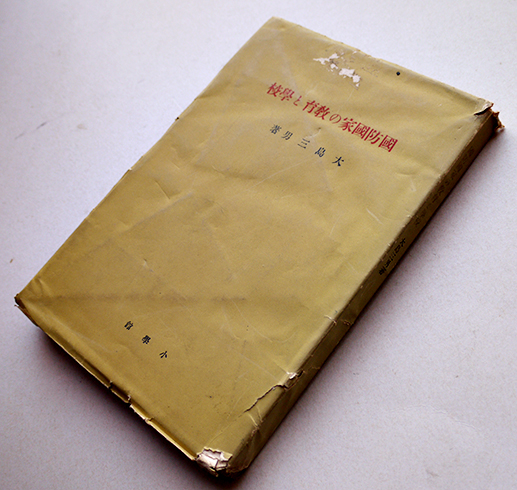 國防國家の教育と學校
大島三男著
小學館